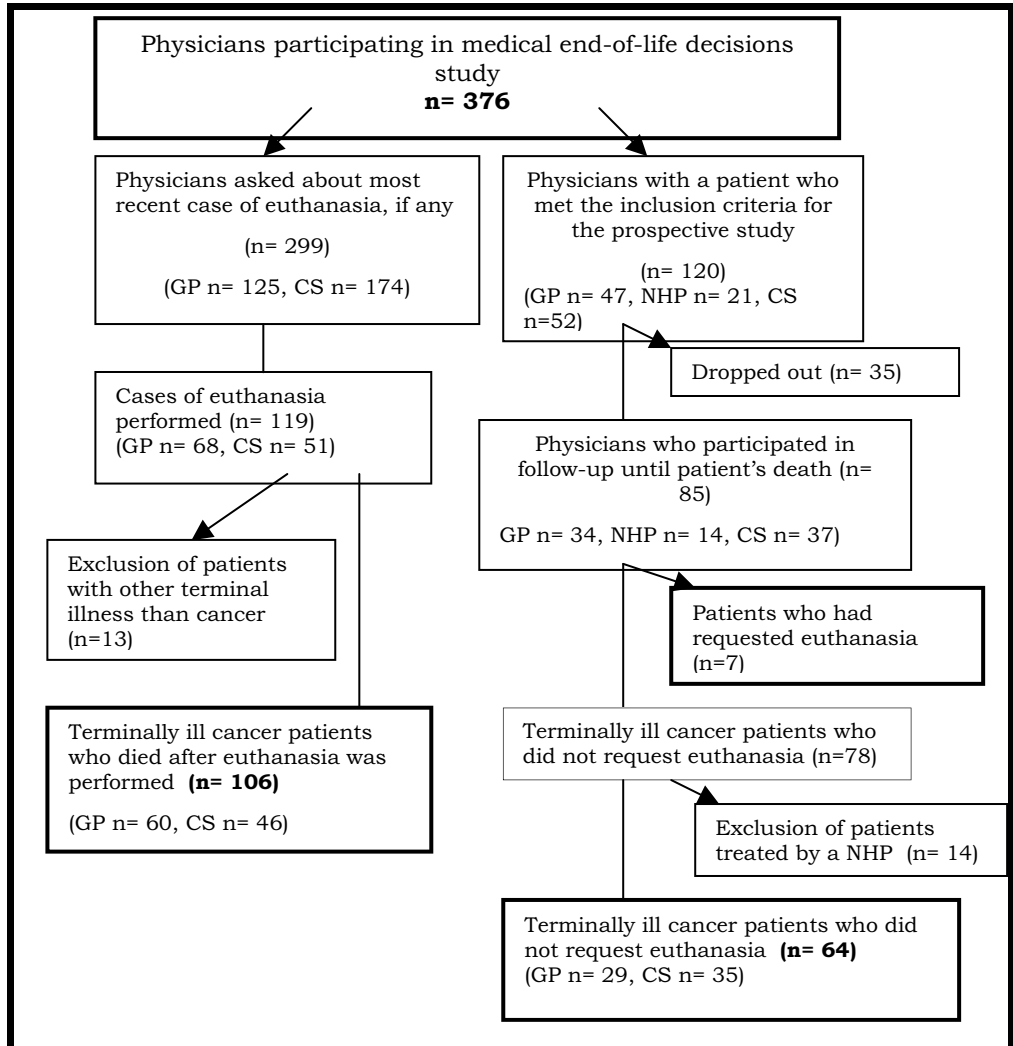 Physicians participating in medical end-of-life decisions
study
n= 376
Physicians asked about most
recent case of euthanasia, if any
(n= 299)
(GP n= 125, CS n= 174)
Physicians with a patient who
met the inclusion criteria for
the prospective study
(n= 120)
(GP n= 47, NHP n= 21, CS
n=52)
Dropped out (n= 35)
Cases of euthanasia
performed (n= 119)
(GP n= 68, CS n= 51)
Physicians who participated in
follow-up until patient’s death (n=
85)
GP n= 34, NHP n= 14, CS n= 37)
Exclusion of patients
with other terminal
illness than cancer
(n=13)
Patients who had
requested euthanasia
(n=7)
Terminally ill cancer patients
who died after euthanasia was
performed (n= 106)
(GP n= 60, CS n= 46)
Terminally ill cancer patients who
did not request euthanasia (n=78)
Exclusion of patients
treated by a NHP (n= 14)
Terminally ill cancer patients who did
not request euthanasia (n= 64)
(GP n= 29, CS n= 35)